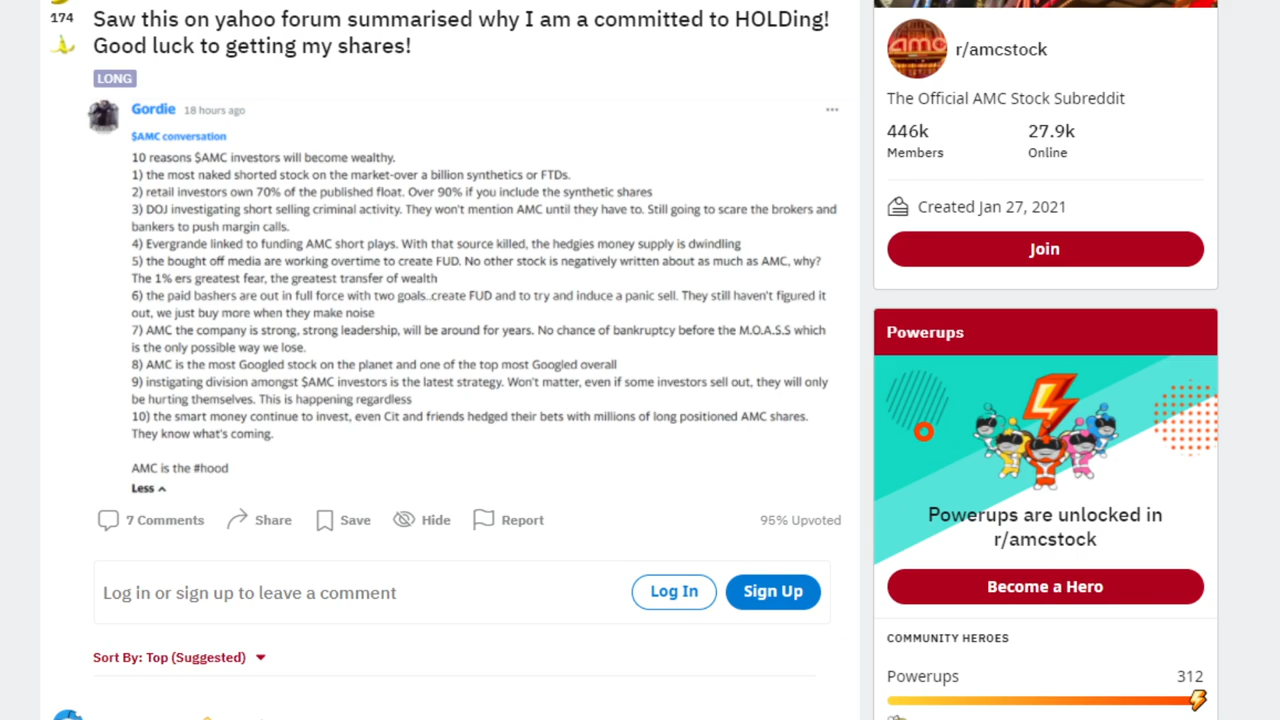 174
Saw this on yahoo forum summarised why I am a committed to HOLDing!
Good luck to getting my shares!
LONG
Gordie 18 hours ago
$AMC conversation
10 reasons $AMC investors will become wealthy.
1) the most naked shorted stock on the market-over a billion synthetics or FTDs.
2) retail investors own 70% of the published float. Over 90% if you include the synthetic shares
3) DOJ investigating short selling criminal activity. They won't mention AMC until they have to. Still going to scare the brokers and
bankers to push margin calls.
4) Evergrande linked to funding AMC short plays. With that source killed, the hedgies money supply is dwindling
5) the bought off media are working overtime to create FUD. No other stock is negatively written about as much as AMC, why?
The 1% ers greatest fear, the greatest transfer of wealth
6) the paid bashers are out in full force with two goals..create FUD and to try and induce a panic sell. They still haven't figured it
out, we just buy more when they make noise
7) AMC the company is strong, strong leadership, will be around for years. No chance of bankruptcy before the M.O.A.S.S which
is the only possible way we lose.
8) AMC is the most Googled stock on the planet and one of the top most Googled overall
9) instigating division amongst $AMC investors is the latest strategy. Won't matter, even if some investors sell out, they will only
be hurting themselves. This is happening regardless
10) the smart money continue to invest, even Cit and friends hedged their bets with millions of long positioned AMC shares.
They know what's coming.
AMC is the #hood
Less
7 Comments Share Save Hide Report 95% Upvoted
Log in or sign up to leave a comment Log In Sign Up
Sort By: Top (Suggested)
amc
r/amcstock
The Official AMC Stock Subreddit
446k 27.9k
Members Online
Created Jan 27, 2021
Join
Powerups
Powerups are unlocked in
r/amcstock
Become a Hero
COMMUNITY HEROES
Powerups 312